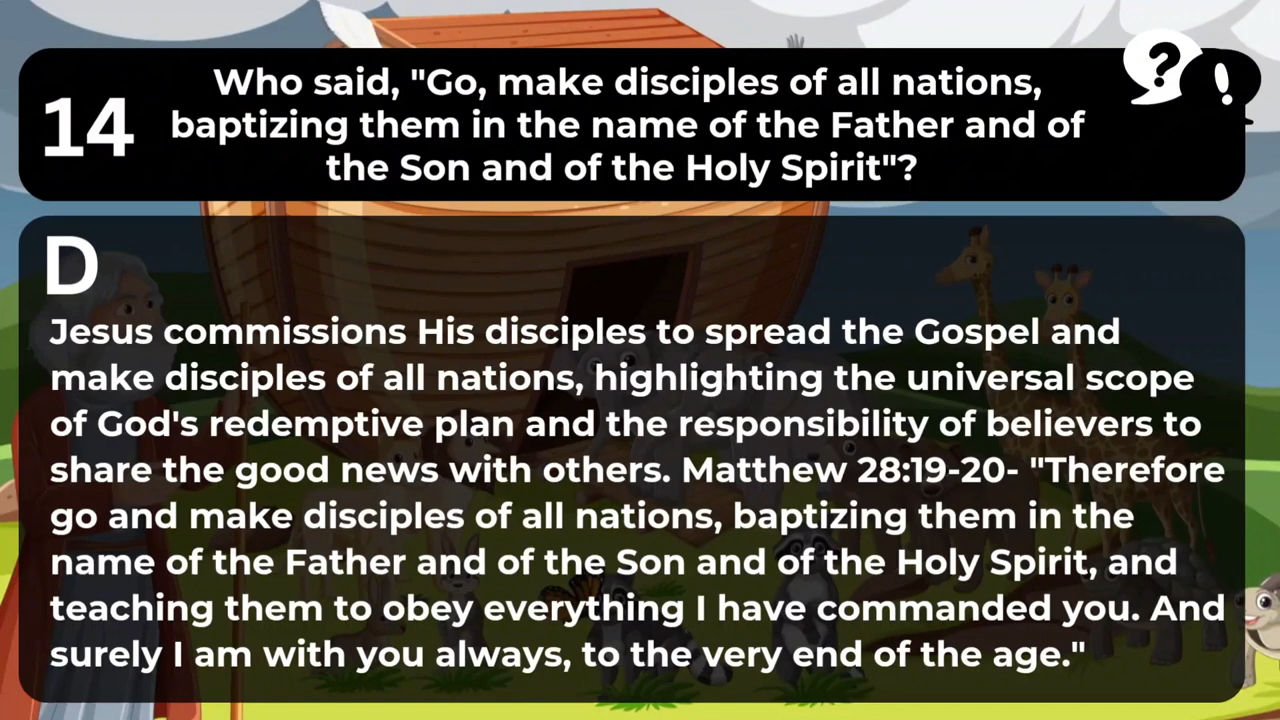 14
Who said, "Go, make disciples of all nations,
baptizing them in the name of the Father and of
the Son and of the Holy Spirit"?
?
!
D
Jesus commissions His disciples to spread the Gospel and
make disciples of all nations, highlighting the universal scope
of God's redemptive plan and the responsibility of believers to
share the good news with others. Matthew 28:19-20- "Therefore
go and make disciples of all nations, baptizing them in the
name of the Father and of the Son and of the Holy Spirit, and
teaching them to obey everything I have commanded you. And
surely I am with you always, to the very end of the age."